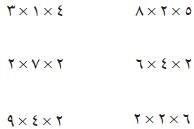 ٣ × ١ × ٤ ٨ × ٢ × ٥
٢ × ٧ × ٢ ٦ × ٤ × ٢
٩ × ٤ × ٢ ٢ × ٢ × ٦